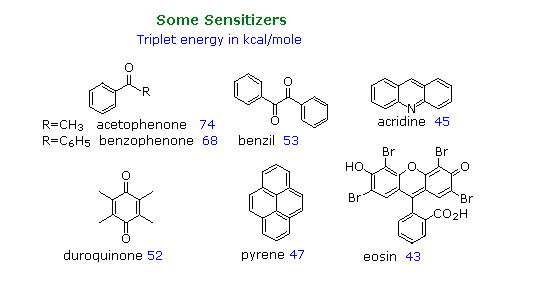 Some Sensitizers
Triplet energy in kcal/mole
O
R
R=CH3 acetophenone 74
R=C6H5 benzophenone 68
O
O
benzil 53
N
acridine 45
O
O
duroquinone 52
pyrene 47
Br Br
HO O O
Br Br
CO2H
eosin 43